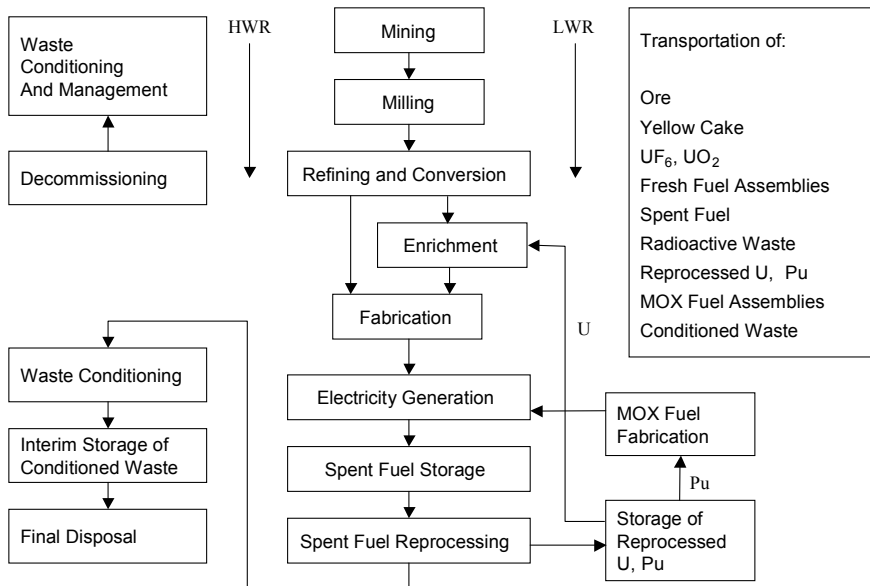 Waste
Conditioning
And Management
Decommissioning
HWR
Mining
Milling
Refining and Conversion
Enrichment
Fabrication
LWR
Transportation of:
Ore
Yellow Cake
UF₆, UO₂
Fresh Fuel Assemblies
Spent Fuel
Radioactive Waste
Reprocessed U, Pu
MOX Fuel Assemblies
Conditioned Waste
U
Electricity Generation
MOX Fuel
Fabrication
Pu
Spent Fuel Storage
Spent Fuel Reprocessing
Storage of
Reprocessed
U, Pu
Waste Conditioning
Interim Storage of
Conditioned Waste
Final Disposal